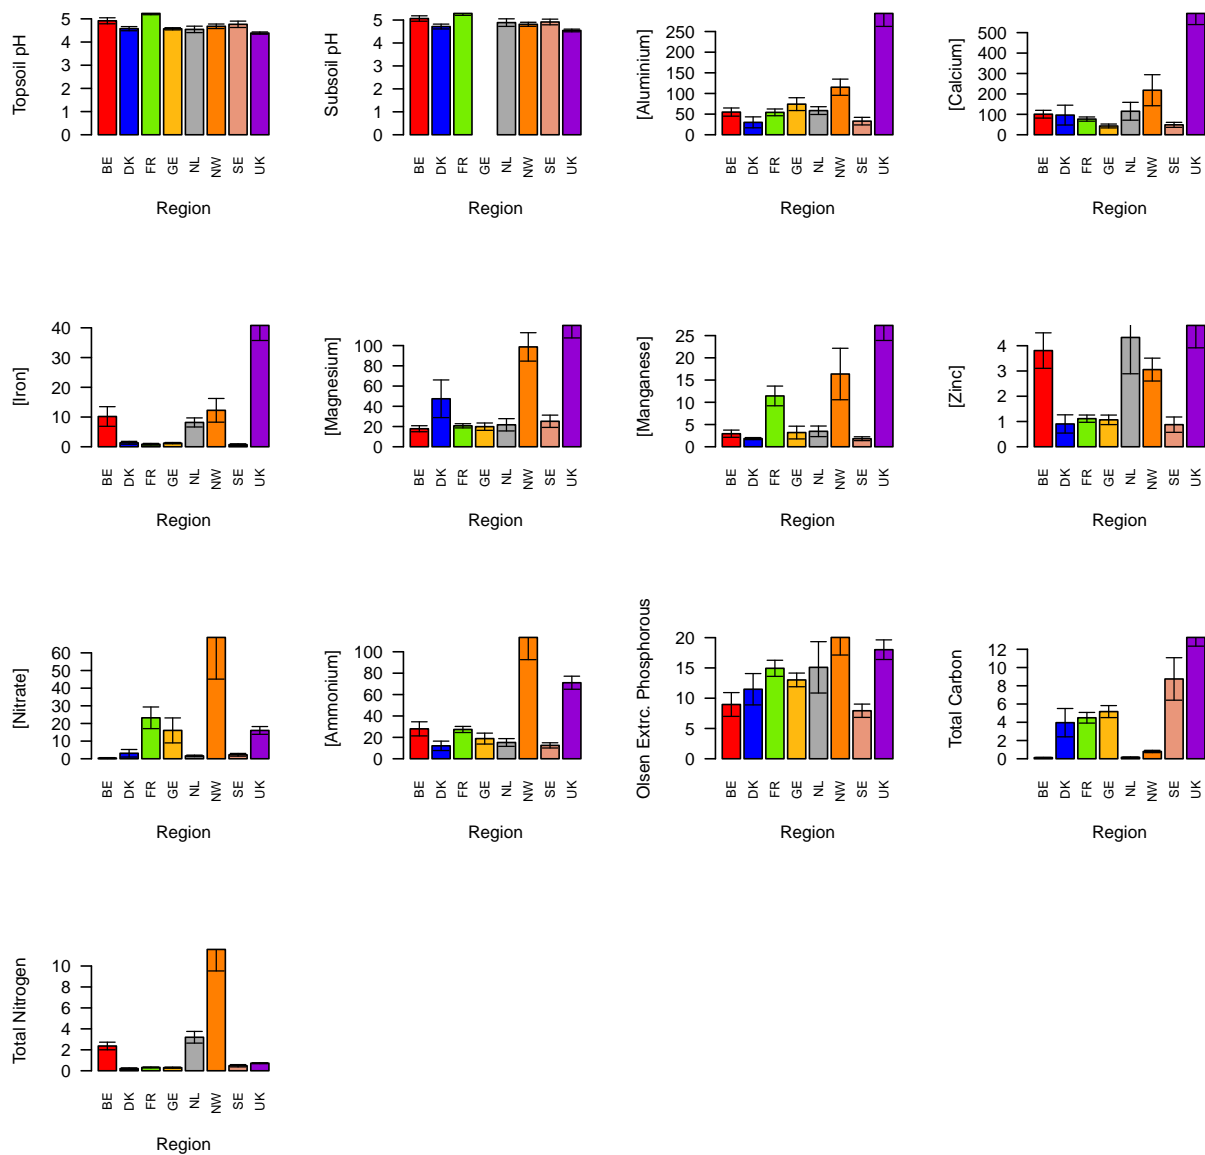 Topsoil pH
5
4
3
2
1
0
BE DK FR GE NL NW SE UK
Region
Subsoil pH
5
4
3
2
1
0
BE DK FR GE NL NW SE UK
Region
[Aluminium]
250
200
150
100
50
0
BE DK FR GE NL NW SE UK
Region
[Calcium]
500
400
300
200
100
0
BE DK FR GE NL NW SE UK
Region
[Iron]
40
30
20
10
0
BE DK FR GE NL NW SE UK
Region
[Magnesium]
100
80
60
40
20
0
BE DK FR GE NL NW SE UK
Region
[Manganese]
25
20
15
10
5
0
BE DK FR GE NL NW SE UK
Region
[Zinc]
4
3
2
1
0
BE DK FR GE NL NW SE UK
Region
[Nitrate]
60
50
40
30
20
10
0
BE DK FR GE NL NW SE UK
Region
[Ammonium]
100
80
60
40
20
0
BE DK FR GE NL NW SE UK
Region
Olsen Extrc. Phosphorous
20
15
10
5
0
BE DK FR GE NL NW SE UK
Region
Total Carbon
12
10
8
6
4
2
0
BE DK FR GE NL NW SE UK
Region
Total Nitrogen
10
8
6
4
2
0
BE DK FR GE NL NW SE UK
Region